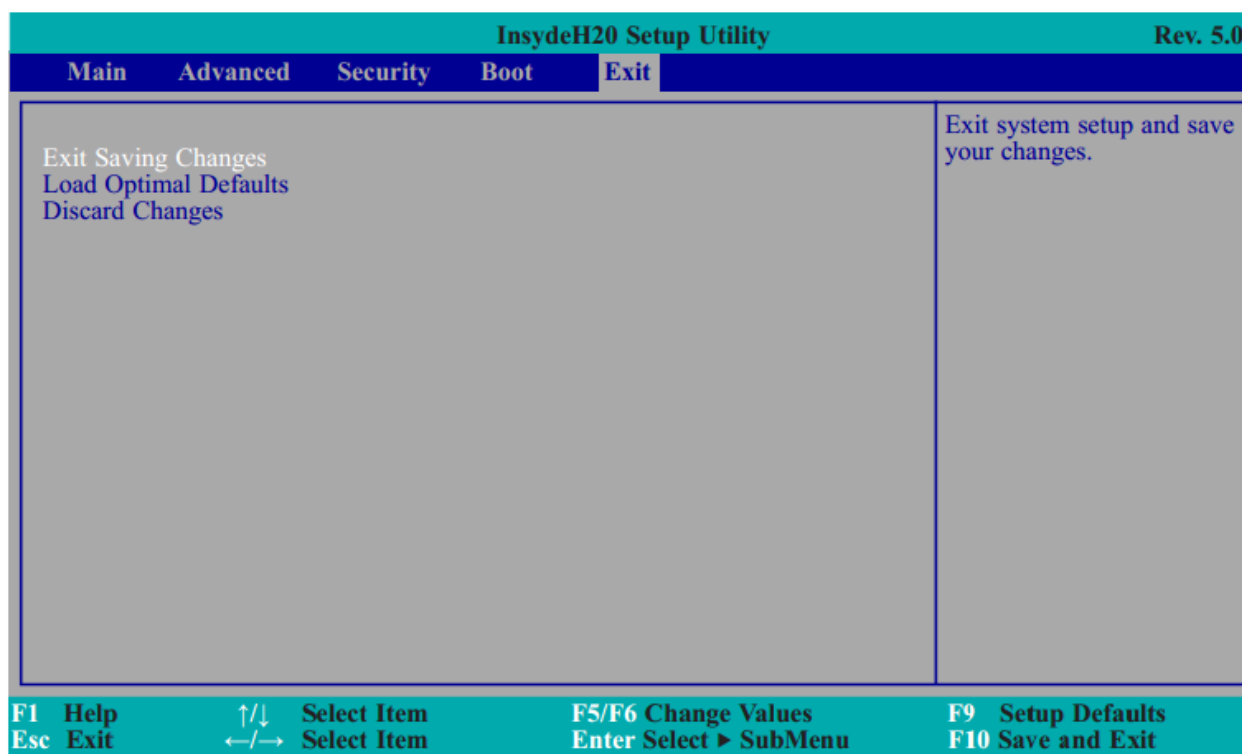 InsydeH20 Setup Utility Rev. 5.0
Main Advanced Security Boot Exit
Exit Saving Changes
Load Optimal Defaults
Discard Changes
Exit system setup and save
your changes.
F1 Help ↑/↓ Select Item F5/F6 Change Values F9 Setup Defaults
Esc Exit ←/→ Select Item Enter Select ▶ SubMenu F10 Save and Exit